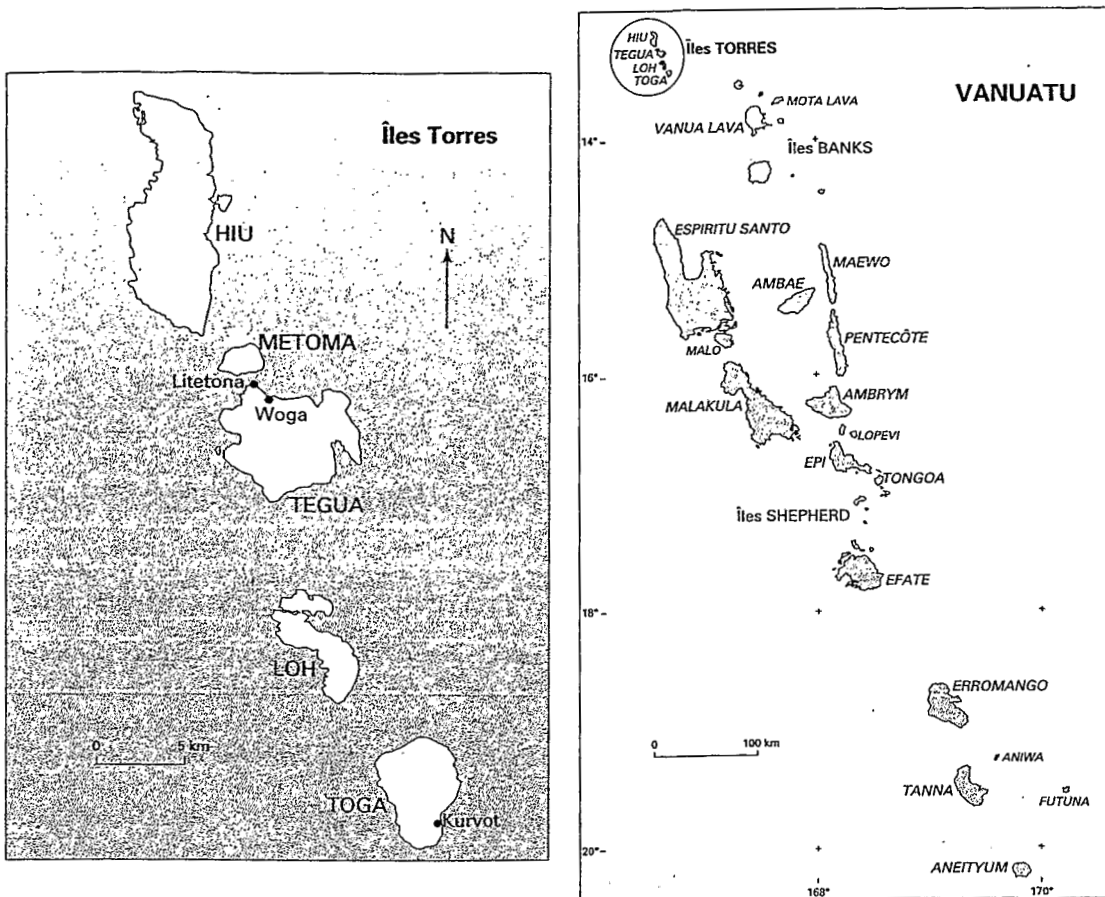 Îles Torres
HIU
N
METOMA
Litetona
Woga
TEGUA
LOH
0 5 km
TOGA
Kurvot
HIU
TEGUA
LOH
TOGA
Îles TORRES
VANUATU
MOTA LAVA
VANUA LAVA
14°
Îles BANKS
ESPIRITU SANTO
MAEWO
AMBAE
PENTECÔTE
MALO
16°
AMBRYM
MALAKULA
LOPEVI
EPI
TONGOA
Îles SHEPHERD
EFATE
18°
ERROMANGO
0 100 km
ANIWA
TANNA
FUTUNA
20°
ANEITYUM
168° 170°